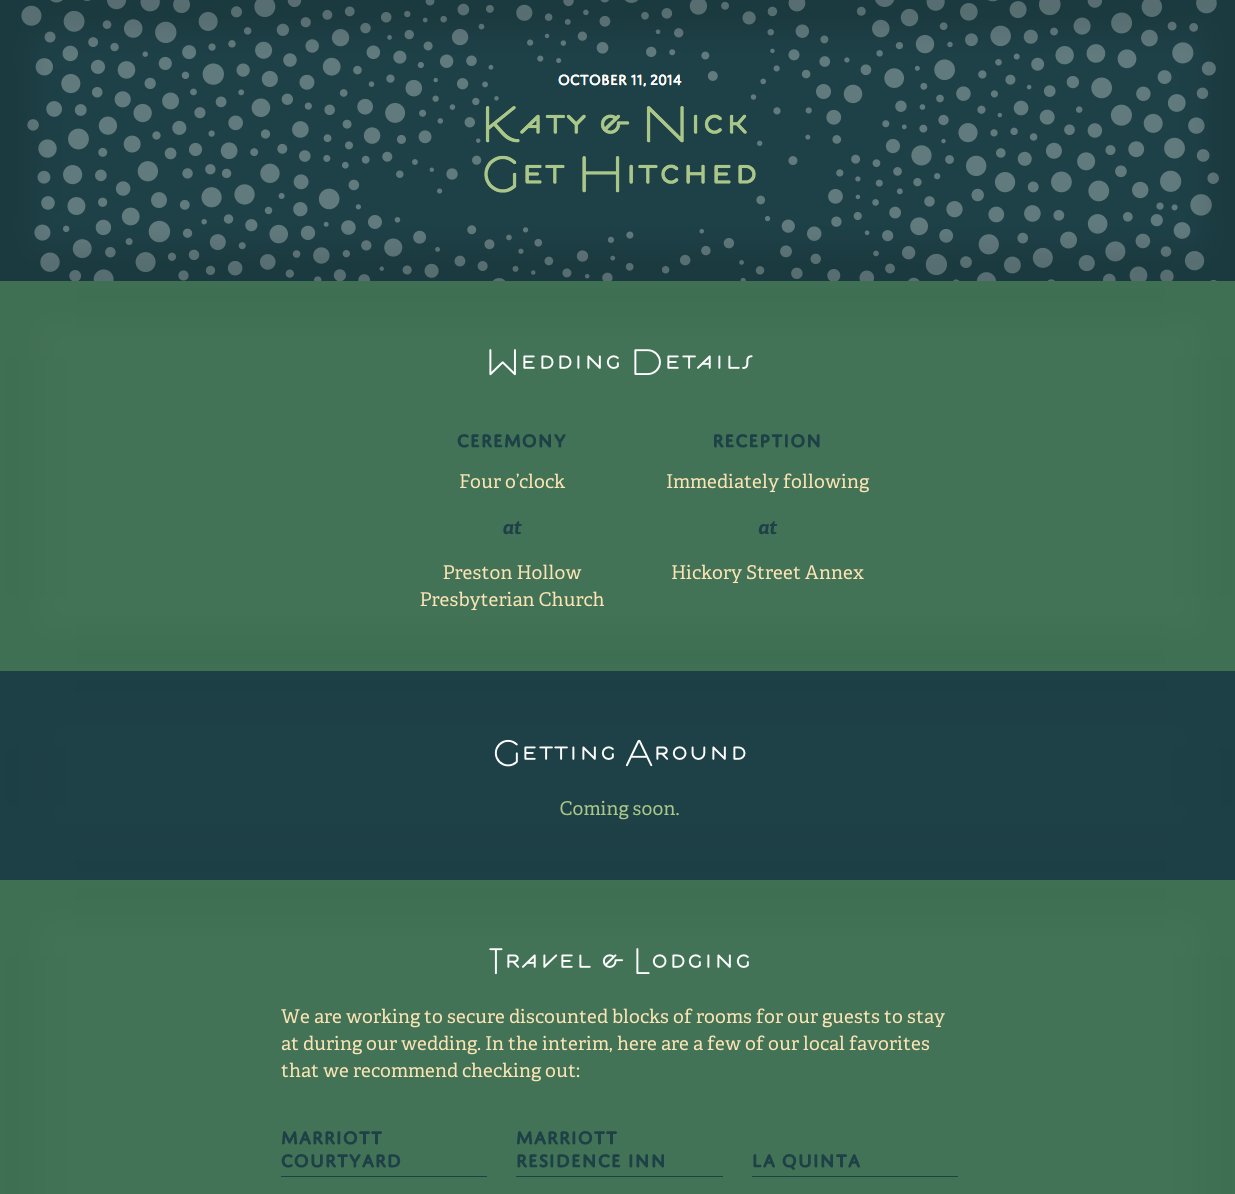 OCTOBER 11, 2014
KATY & NICK
GET HITCHED
WEDDING DETAILS
CEREMONY
Four o'clock
at
Preston Hollow
Presbyterian Church
RECEPTION
Immediately following
at
Hickory Street Annex
GETTING AROUND
Coming soon.
TRAVEL & LODGING
We are working to secure discounted blocks of rooms for our guests to stay
at during our wedding. In the interim, here are a few of our local favorites
that we recommend checking out:
MARRIOTT
COURTYARD
MARRIOTT
RESIDENCE INN
LA QUINTA